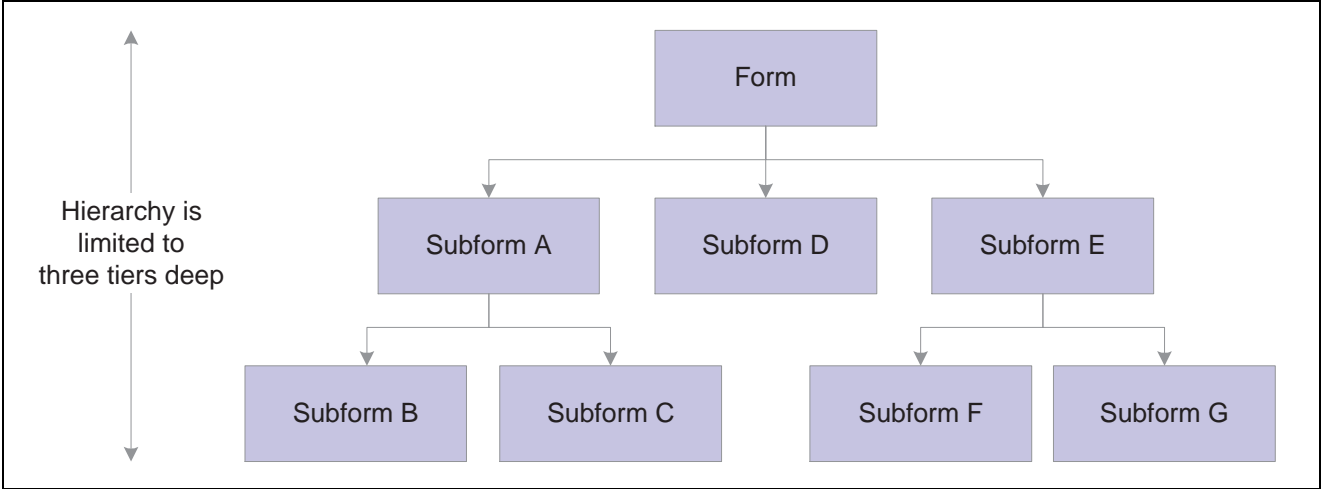 Form
Hierarchy is
limited to
three tiers deep
Subform A
Subform D
Subform E
Subform B
Subform C
Subform F
Subform G